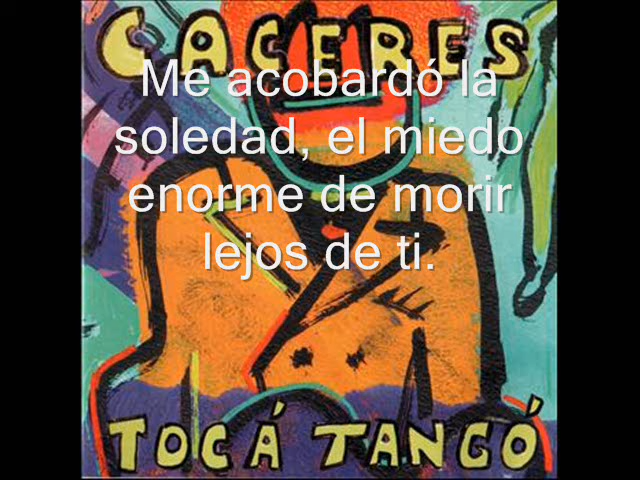 CACERES
Me acobardó la
soledad, el miedo
enorme de morir
lejos de ti.
TOCÁ TANGÓ